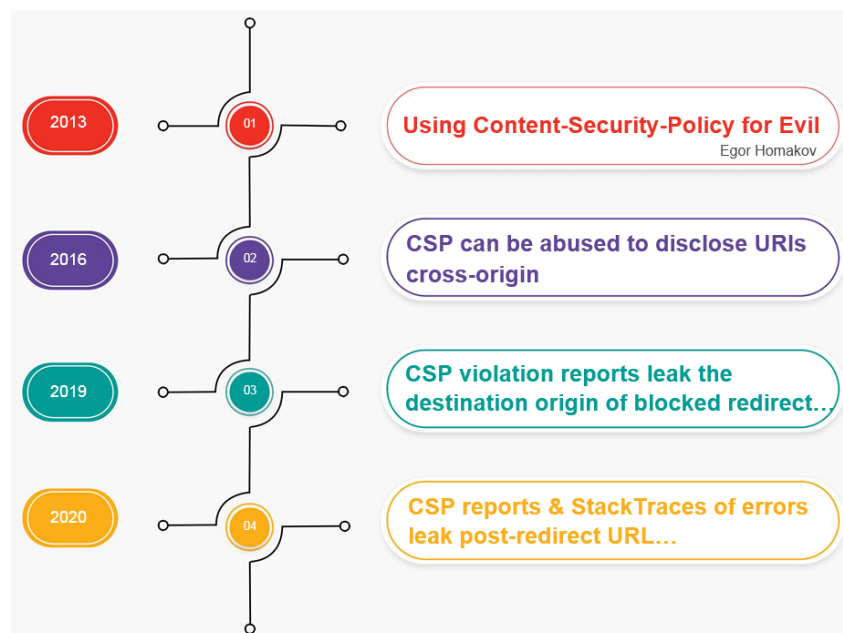 2013
01
Using Content-Security-Policy for Evil
Egor Homakov
2016
02
CSP can be abused to disclose URIs
cross-origin
2019
03
CSP violation reports leak the
destination origin of blocked redirect...
2020
04
CSP reports & StackTraces of errors
leak post-redirect URL...